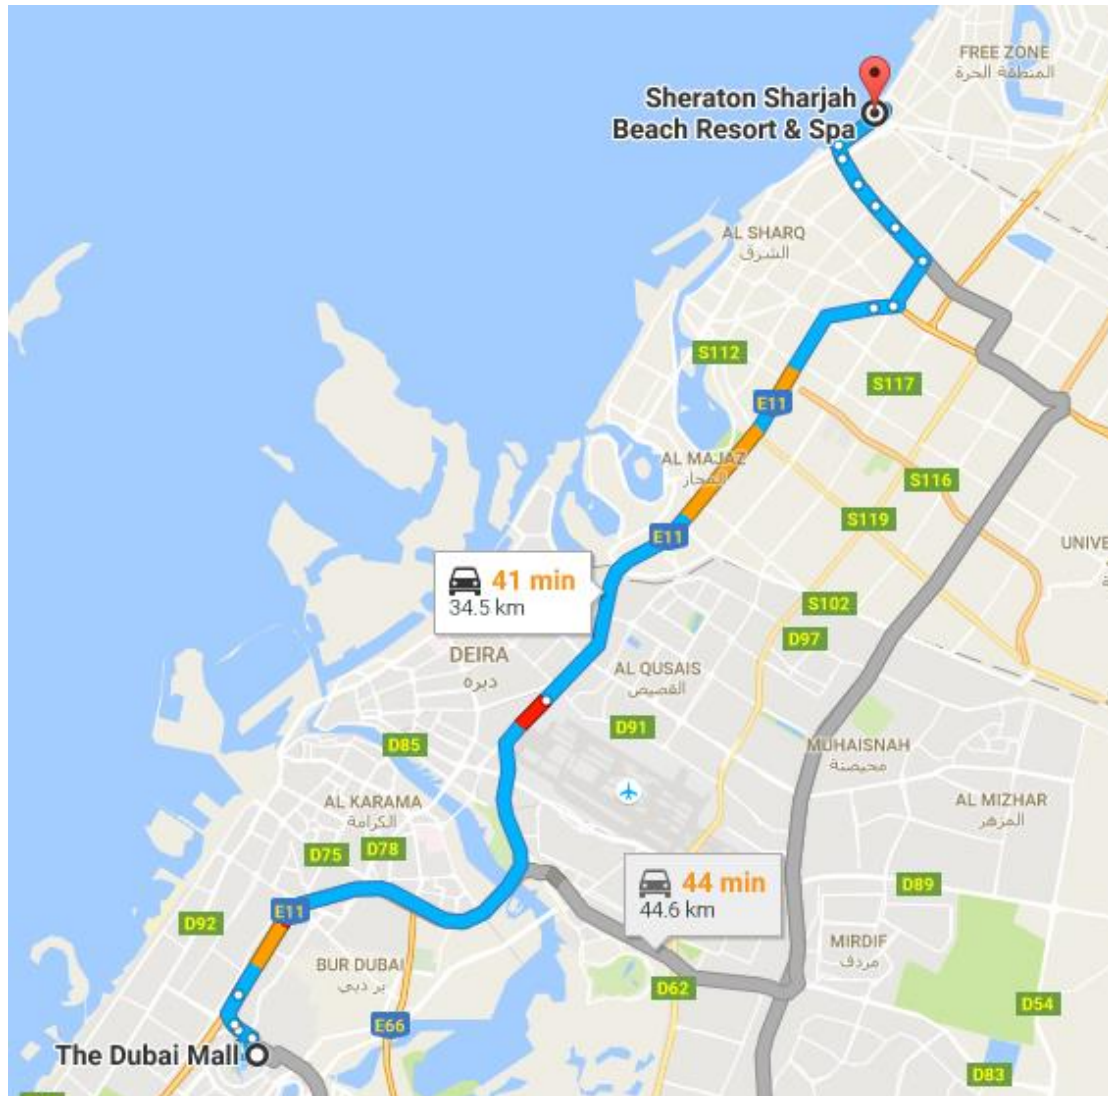 FREE ZONE
المنطقة الحرة
Sheraton Sharjah
Beach Resort & Spa
AL SHARQ
الشرق
S112
S117
E11
AL MAJAZ
المجاز
S116
S119
E11
UNIVE
41 min
34.5 km
S102
D97
DEIRA
ديرة
AL QUSAIS
القصيص
D91
D85
MUHAISNAH
محيصنة
AL KARAMA
الكرامة
AL MIZHAR
المزهر
D75
D78
44 min
44.6 km
D89
D92
E11
MIRDIF
مردف
BUR DUBAI
بر دبي
D62
D54
E66
The Dubai Mall
D83